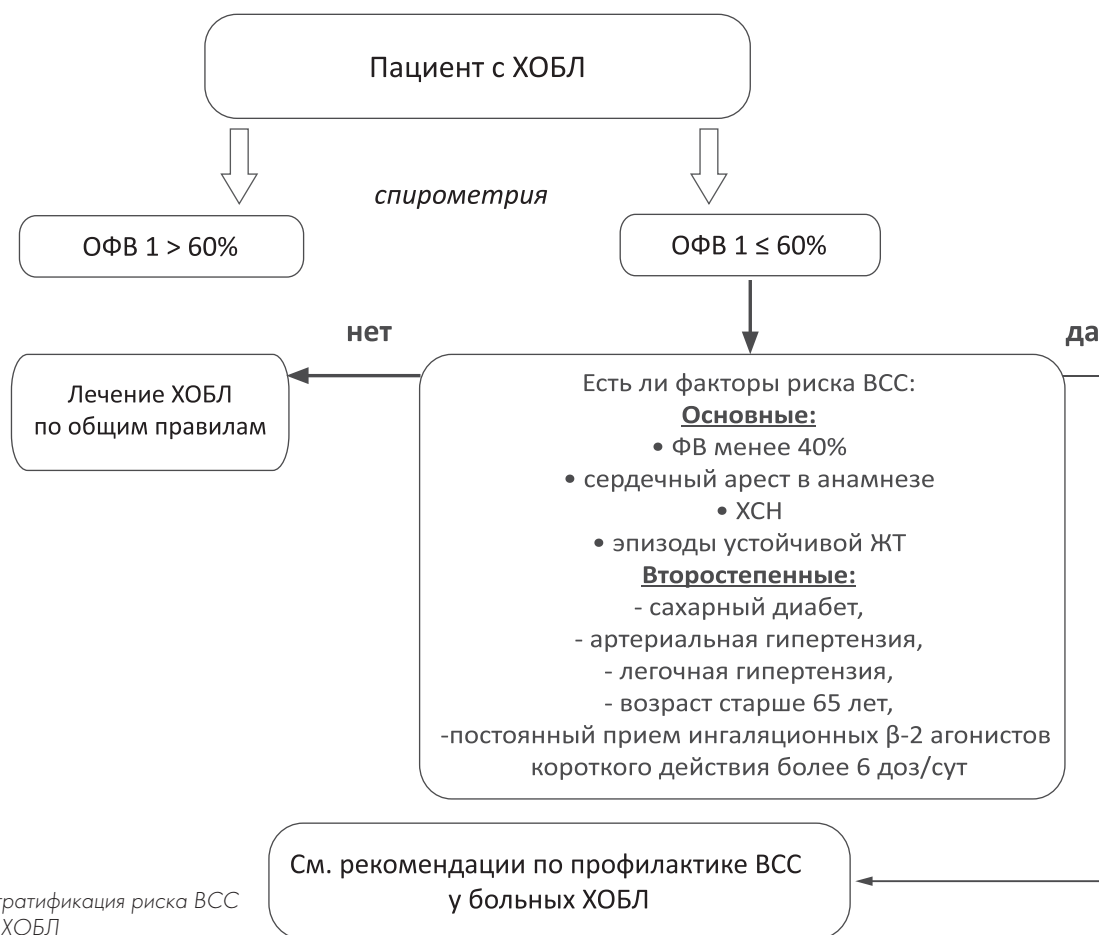 Пациент с ХОБЛ
спирометрия
ОФВ 1 > 60%
ОФВ 1 ≤ 60%
нет
да
Лечение ХОБЛ
по общим правилам
Есть ли факторы риска ВСС:
Основные:
• ФВ менее 40%
• сердечный арест в анамнезе
• ХСН
• эпизоды устойчивой ЖТ
Второстепенные:
- сахарный диабет,
- артериальная гипертензия,
- легочная гипертензия,
- возраст старше 65 лет,
-постоянный прием ингаляционных β-2 агонистов
короткого действия более 6 доз/сут
См. рекомендации по профилактике ВСС
у больных ХОБЛ
тратификация риска ВСС
ХОБЛ